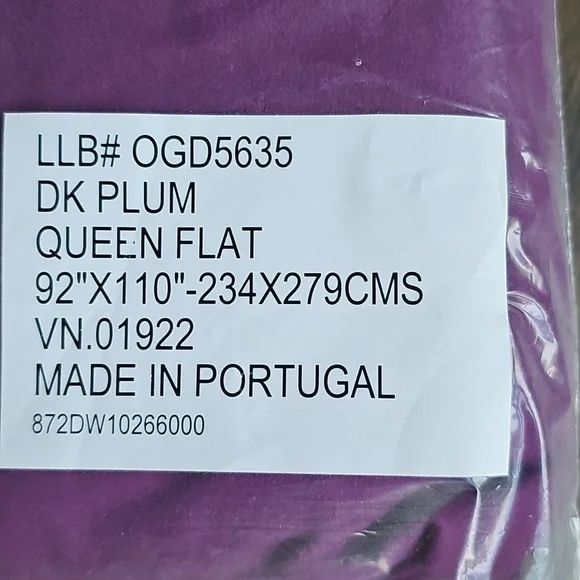 LLB# OGD5635
DK PLUM
QUEEN FLAT
92"X110"-234X279CMS
VN.01922
MADE IN PORTUGAL
872DW10266000